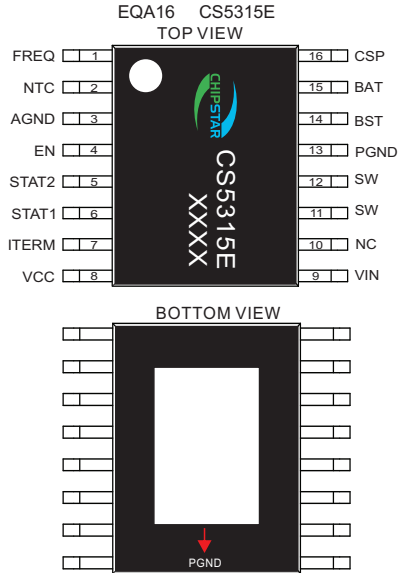 EQA16 CS5315E
TOP VIEW
FREQ 1 16 CSP
NTC 2 15 BAT
AGND 3 14 BST
EN 4 13 PGND
STAT2 5 12 SW
STAT1 6 11 SW
ITERM 7 10 NC
VCC 8 9 VIN
CHIPSTAR
CS5315E
XXXX
BOTTOM VIEW
PGND